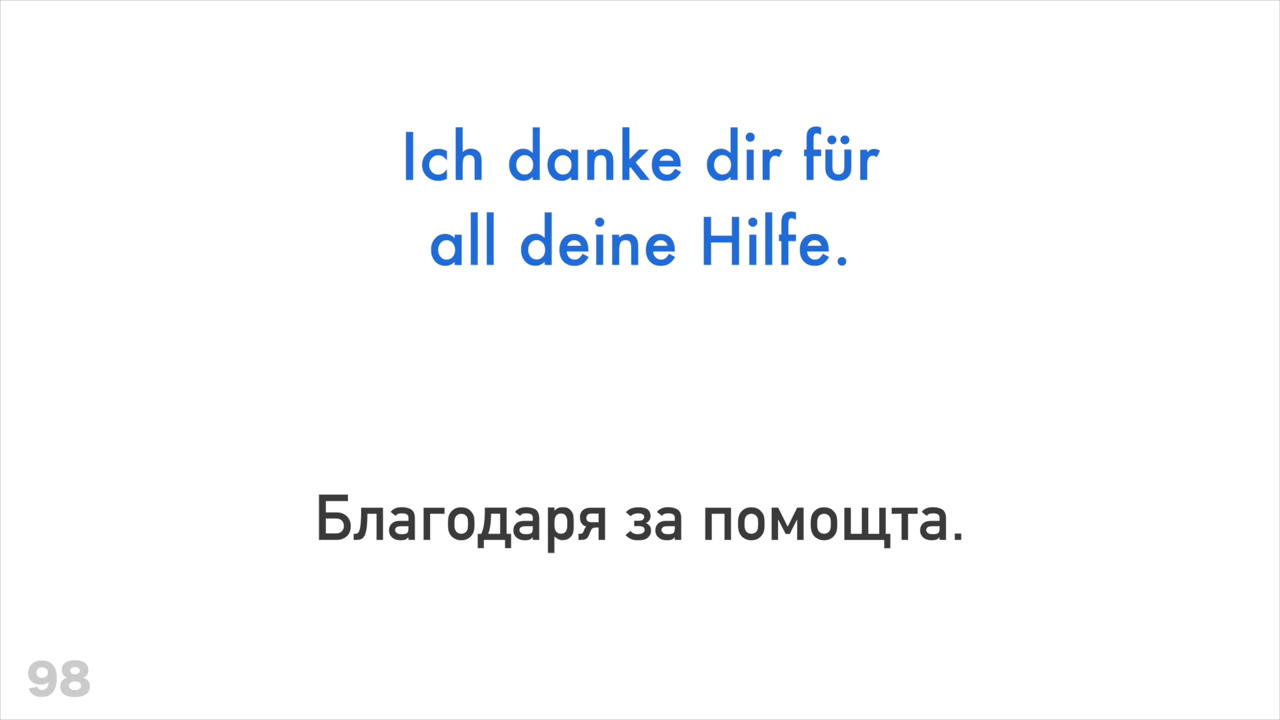 Ich danke dir für
all deine Hilfe.
Благодаря за помощта.
98